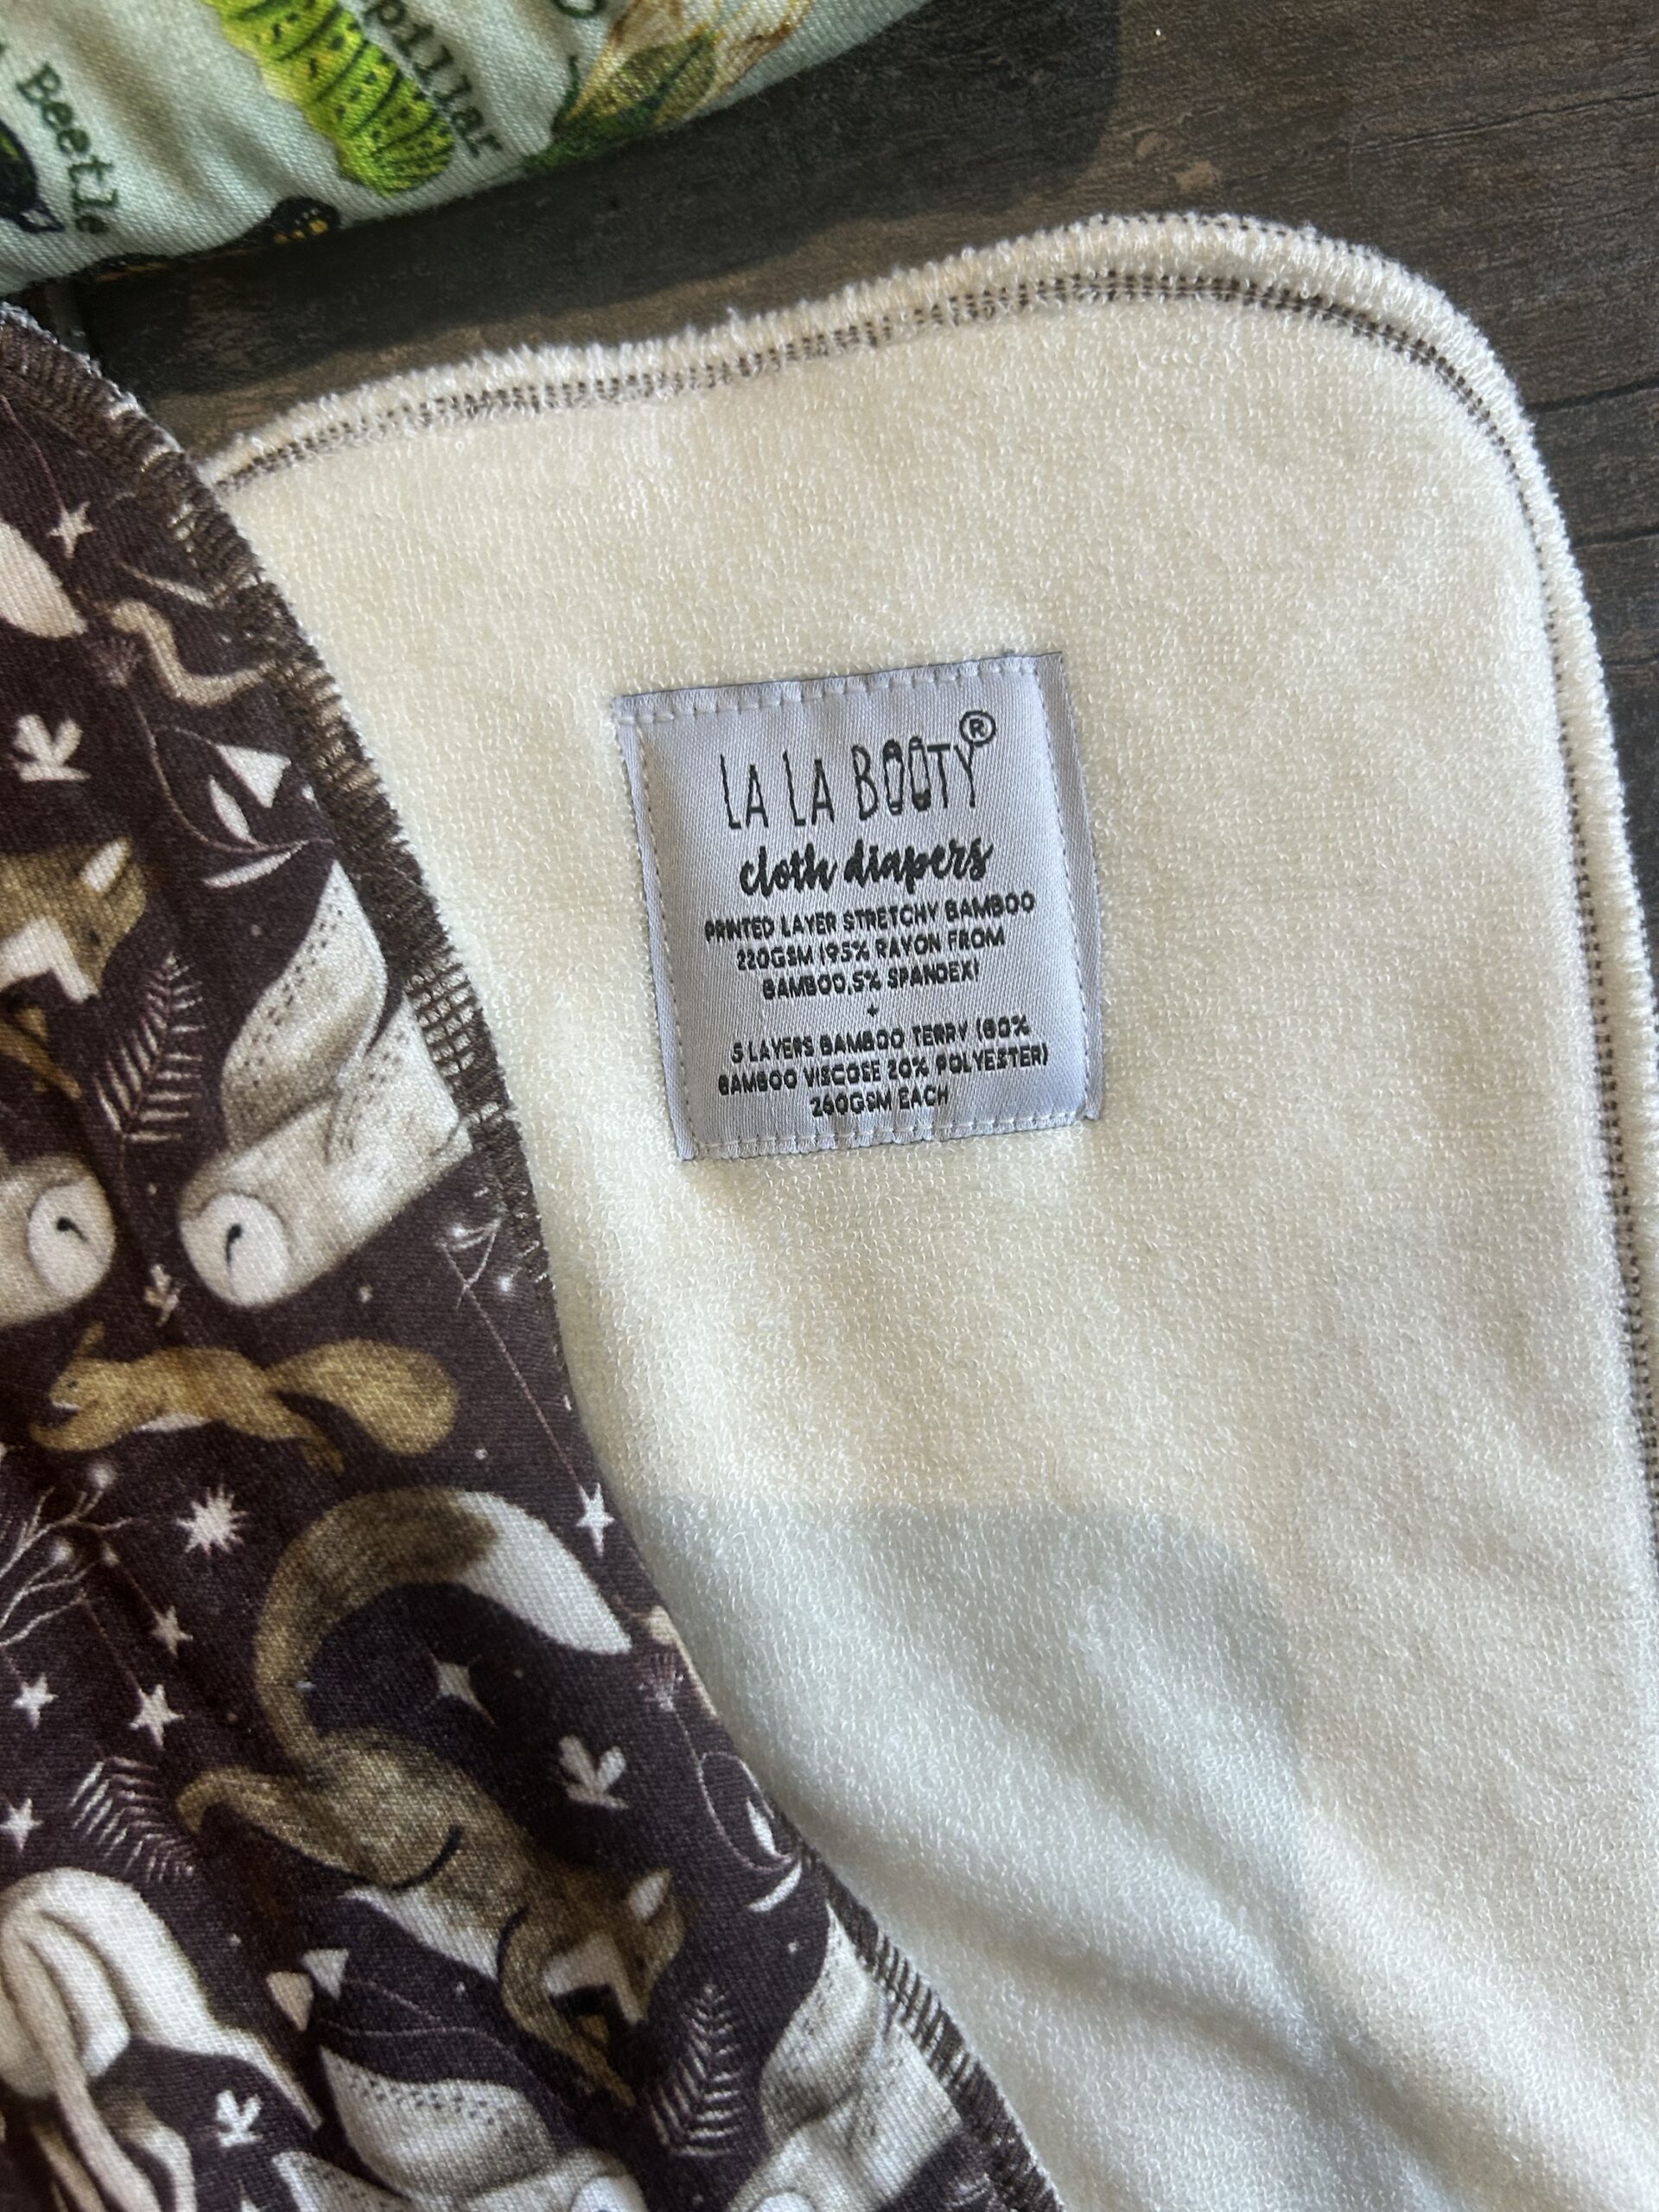 Beetle
pillar
LA LA BOOTY®
cloth diapers
PRINTED LAYER STRETCHY BAMBOO
220GSM (95% RAYON FROM
BAMBOO,5% SPANDEX)
+
5 LAYERS BAMBOO TERRY (80%
BAMBOO VISCOSE 20% POLYESTER)
260GSM EACH